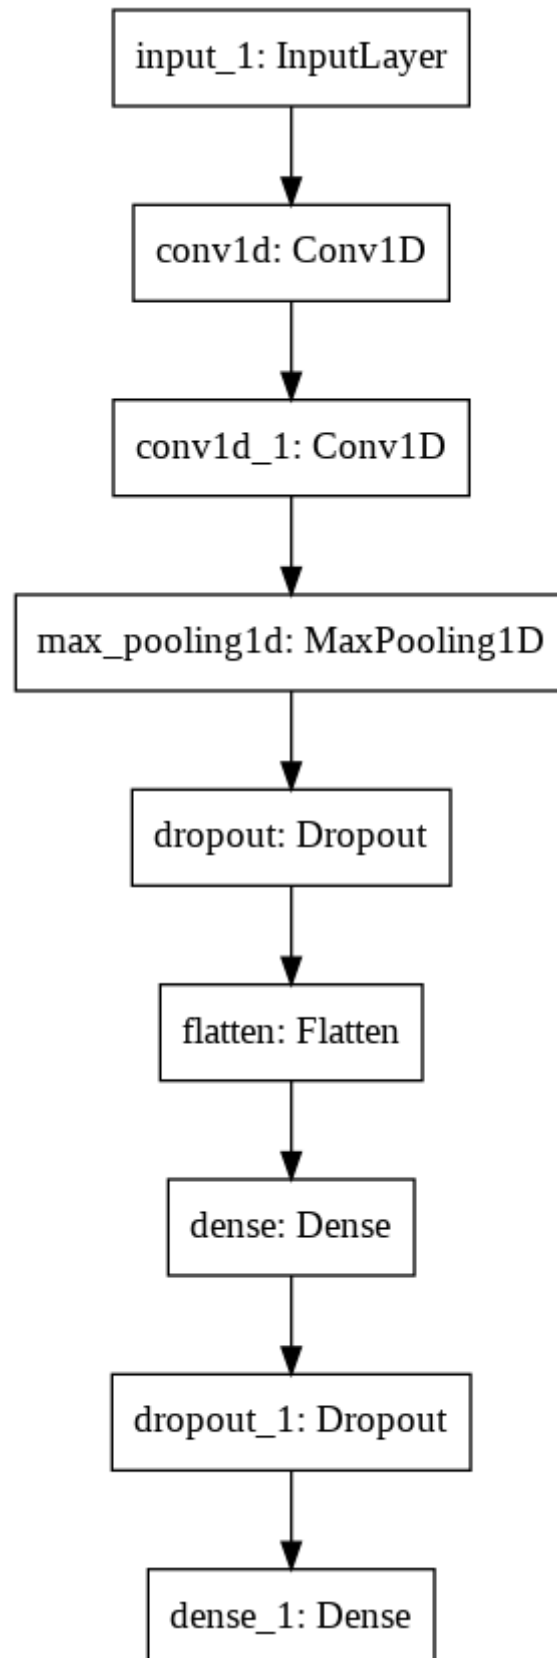 input_1: InputLayer
conv1d: Conv1D
conv1d_1: Conv1D
max_pooling1d: MaxPooling1D
dropout: Dropout
flatten: Flatten
dense: Dense
dropout_1: Dropout
dense_1: Dense